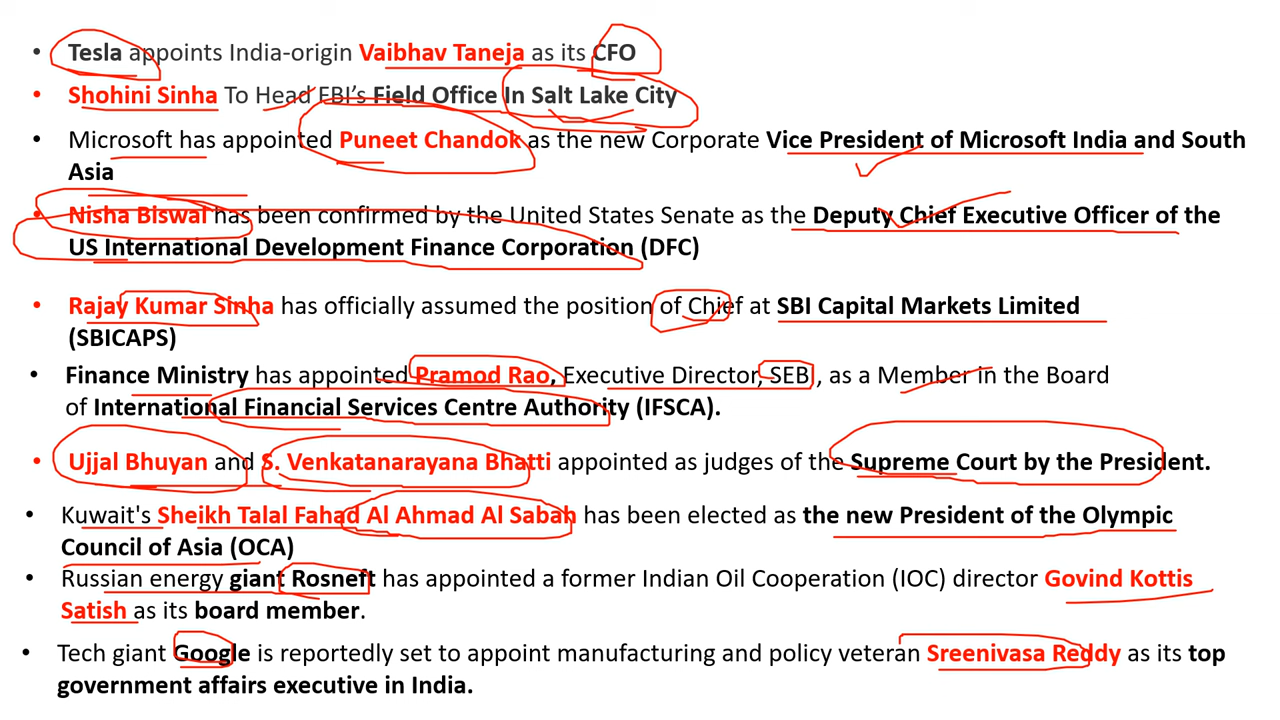 • Tesla appoints India-origin Vaibhav Taneja as its CFO
• Shohini Sinha To Head FBI's Field Office In Salt Lake City
• Microsoft has appointed Puneet Chandok as the new Corporate Vice President of Microsoft India and South
Asia
• Nisha Biswal has been confirmed by the United States Senate as the Deputy Chief Executive Officer of the
US International Development Finance Corporation (DFC)
• Rajay Kumar Sinha has officially assumed the position of Chief at SBI Capital Markets Limited
(SBICAPS)
• Finance Ministry has appointed Pramod Rao, Executive Director, SEBI, as a Member in the Board
of International Financial Services Centre Authority (IFSCA).
• Ujjal Bhuyan and S. Venkatanarayana Bhatti appointed as judges of the Supreme Court by the President.
• Kuwait's Sheikh Talal Fahad Al Ahmad Al Sabah has been elected as the new President of the Olympic
Council of Asia (OCA)
• Russian energy giant Rosneft has appointed a former Indian Oil Cooperation (IOC) director Govind Kottis
Satish as its board member.
• Tech giant Google is reportedly set to appoint manufacturing and policy veteran Sreenivasa Reddy as its top
government affairs executive in India.